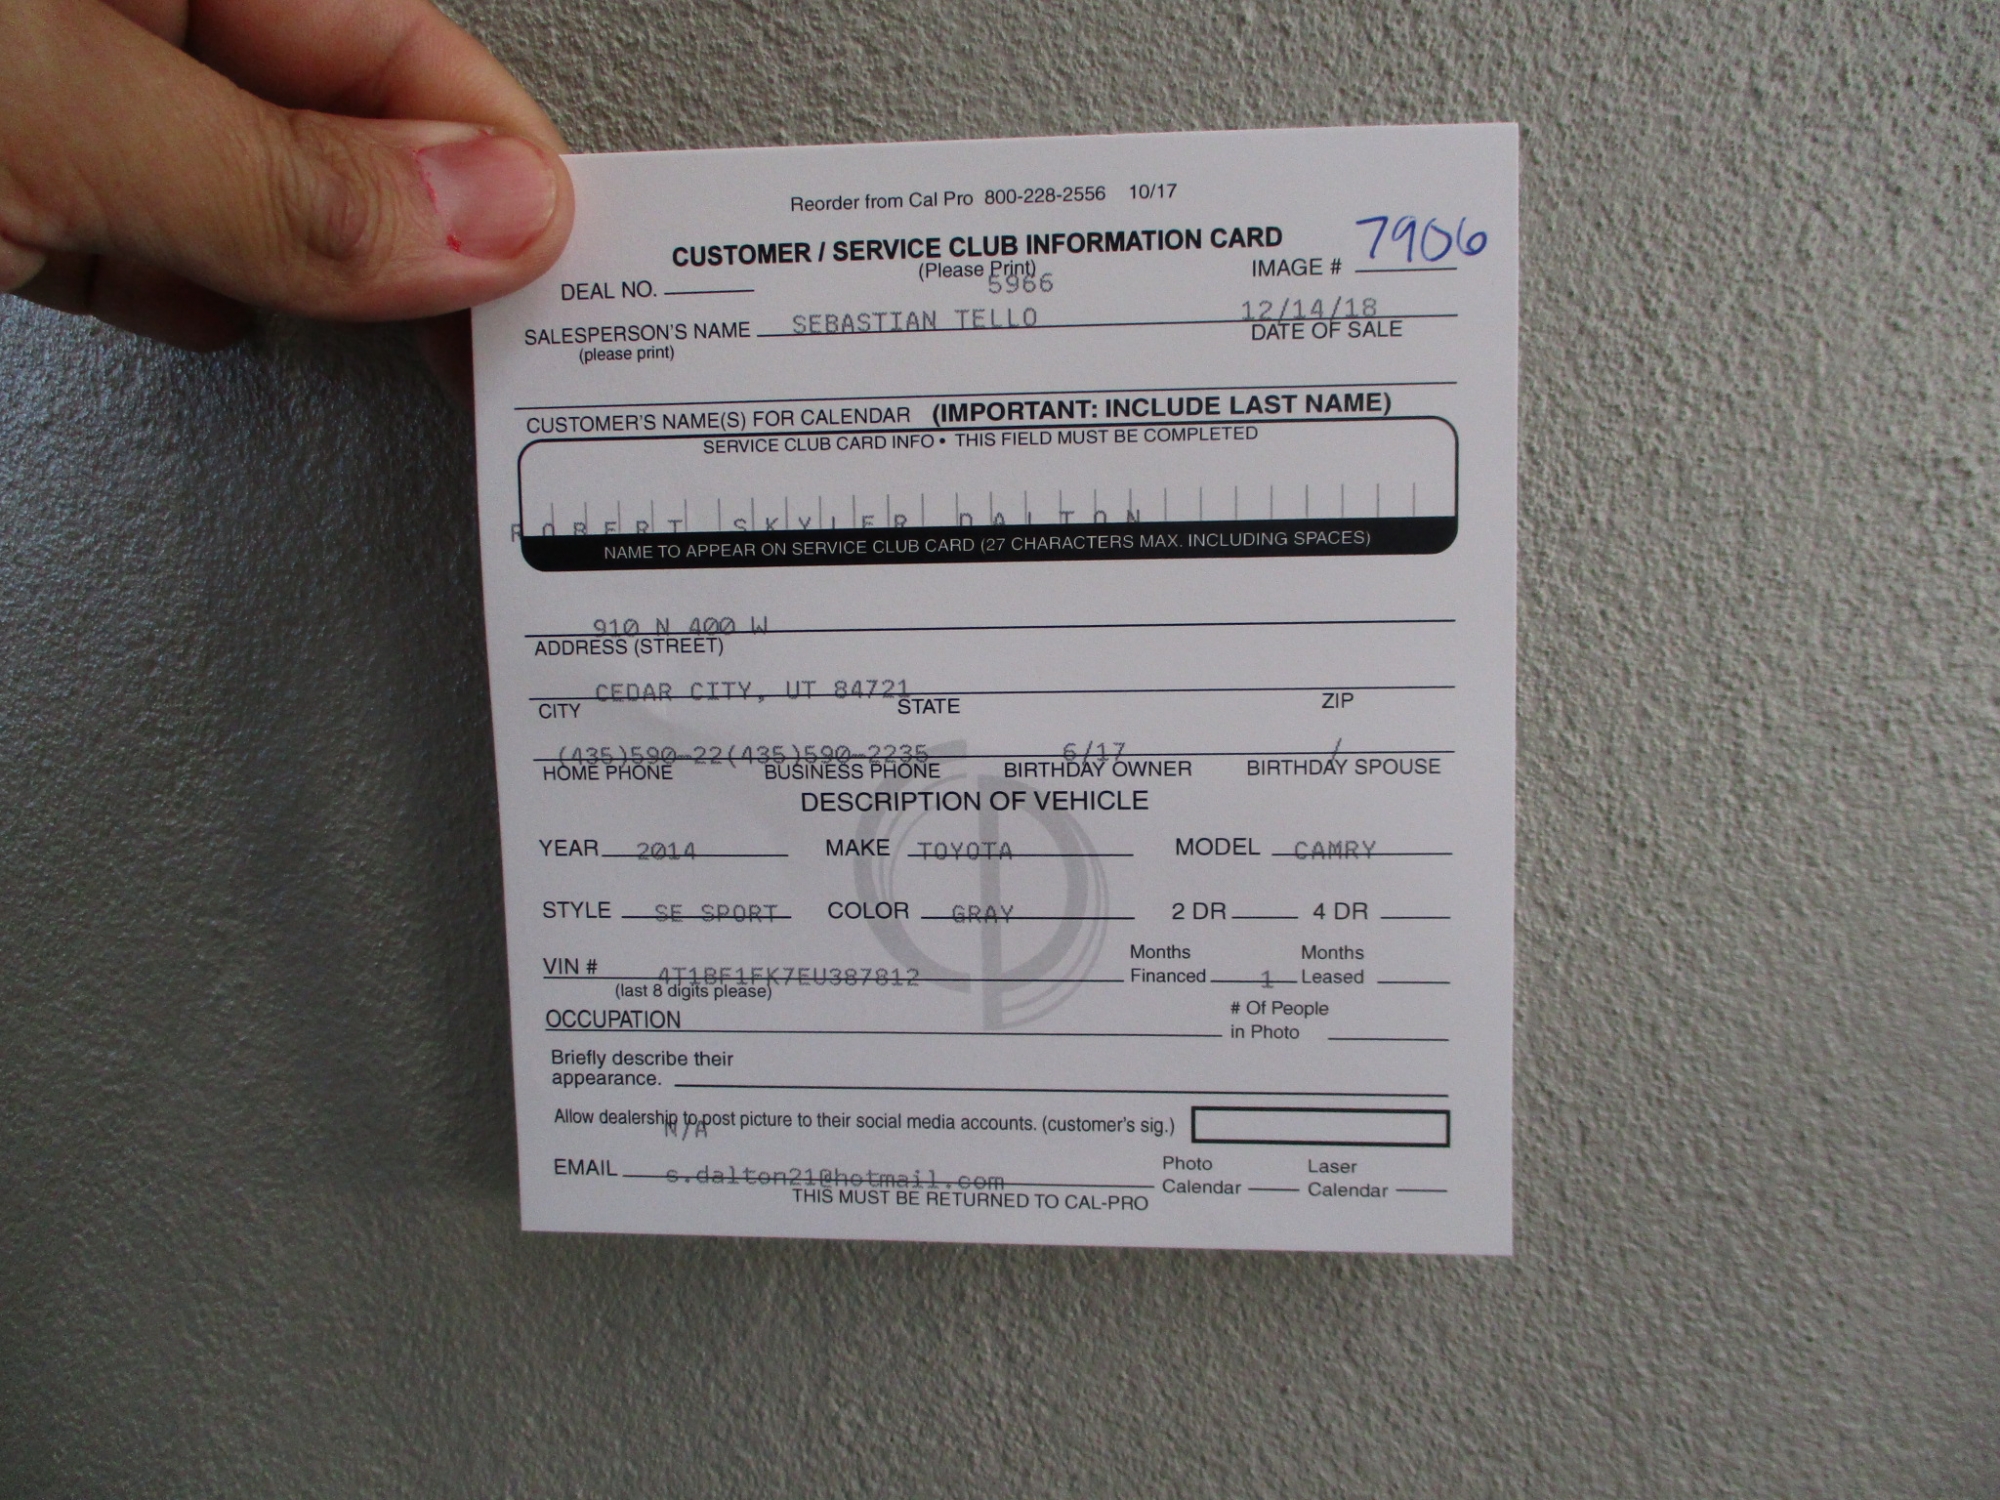 Reorder from Cal Pro 800-228-2556 10/17
CUSTOMER / SERVICE CLUB INFORMATION CARD 7906
(Please Print) IMAGE #
DEAL NO. 5966
SALESPERSON'S NAME SEBASTIAN TELLO 12/14/18
(please print) DATE OF SALE
CUSTOMER'S NAME(S) FOR CALENDAR (IMPORTANT: INCLUDE LAST NAME)
SERVICE CLUB CARD INFO • THIS FIELD MUST BE COMPLETED
ROBERT SKYLER DALTON
NAME TO APPEAR ON SERVICE CLUB CARD (27 CHARACTERS MAX. INCLUDING SPACES)
910 N 400 W
ADDRESS (STREET)
CEDAR CITY, UT 84721
CITY STATE ZIP
(435)590-22(435)590-2235 6/17 /
HOME PHONE BUSINESS PHONE BIRTHDAY OWNER BIRTHDAY SPOUSE
DESCRIPTION OF VEHICLE
YEAR 2014 MAKE TOYOTA MODEL CAMRY
STYLE SE SPORT COLOR GRAY 2 DR 4 DR
VIN # 4T1BF1FK7EU387812 Months Financed 1 Months Leased
(last 8 digits please)
OCCUPATION # Of People in Photo
Briefly describe their
appearance.
Allow dealership to post picture to their social media accounts. (customer's sig.)
N/A
EMAIL s.dalton21@hotmail.com Photo Calendar Laser Calendar
THIS MUST BE RETURNED TO CAL-PRO